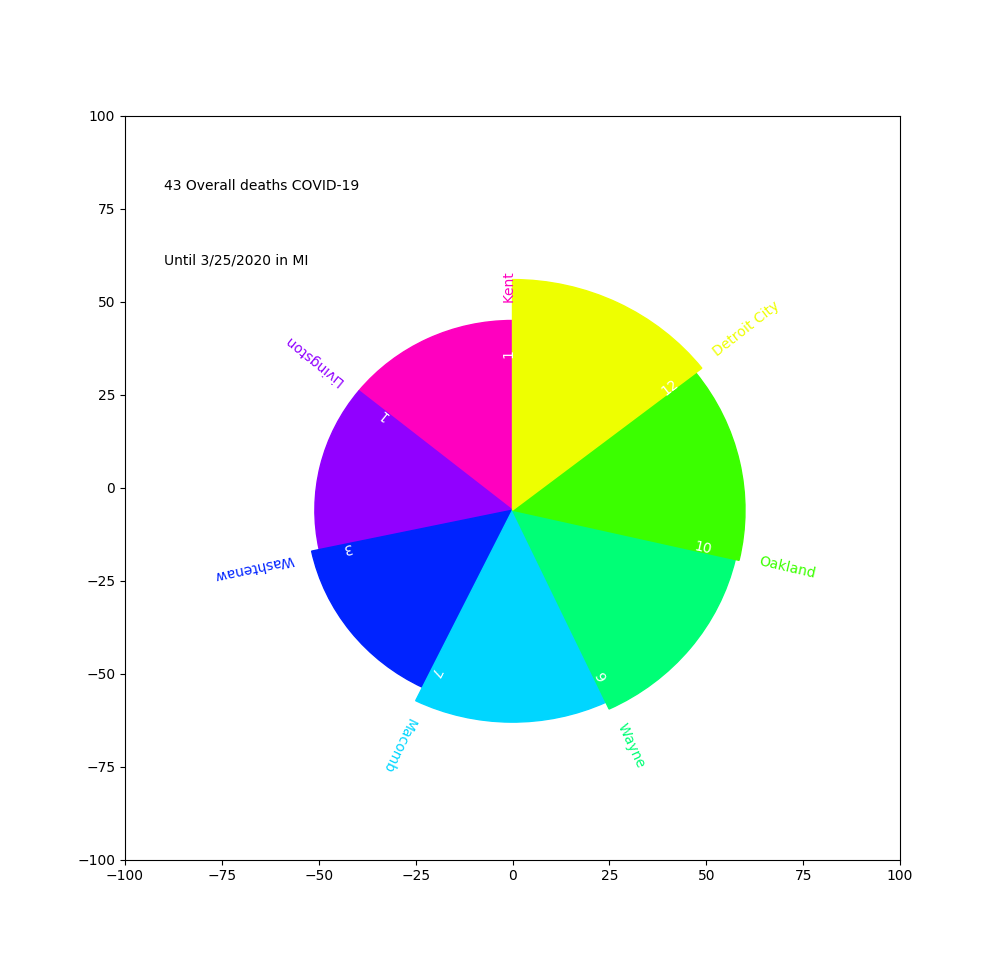 43 Overall deaths COVID-19
Until 3/25/2020 in MI
Kent
1
Detroit City
12
Livingston
1
Oakland
10
Washtenaw
3
Wayne
9
Macomb
7
100
75
50
25
0
−25
−50
−75
−100
−100 −75 −50 −25 0 25 50 75 100